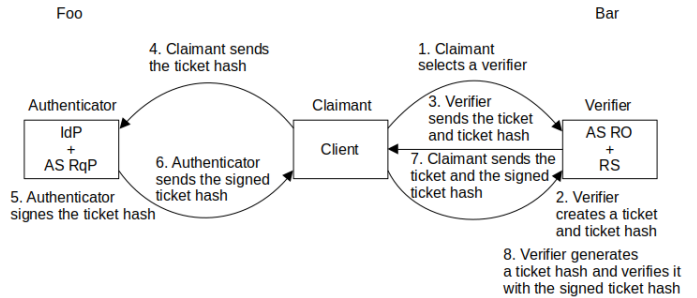 Foo
Bar
4. Claimant sends
the ticket hash
1. Claimant
selects a verifier
Authenticator
Claimant
Verifier
3. Verifier
sends the ticket
and ticket hash
IdP
+
AS RqP
Client
AS RO
+
RS
6. Authenticator
sends the signed
ticket hash
7. Claimant sends the
ticket and the signed
ticket hash
5. Authenticator
signes the ticket hash
2. Verifier
creates a ticket
and ticket hash
8. Verifier generates
a ticket hash and verifies it
with the signed ticket hash